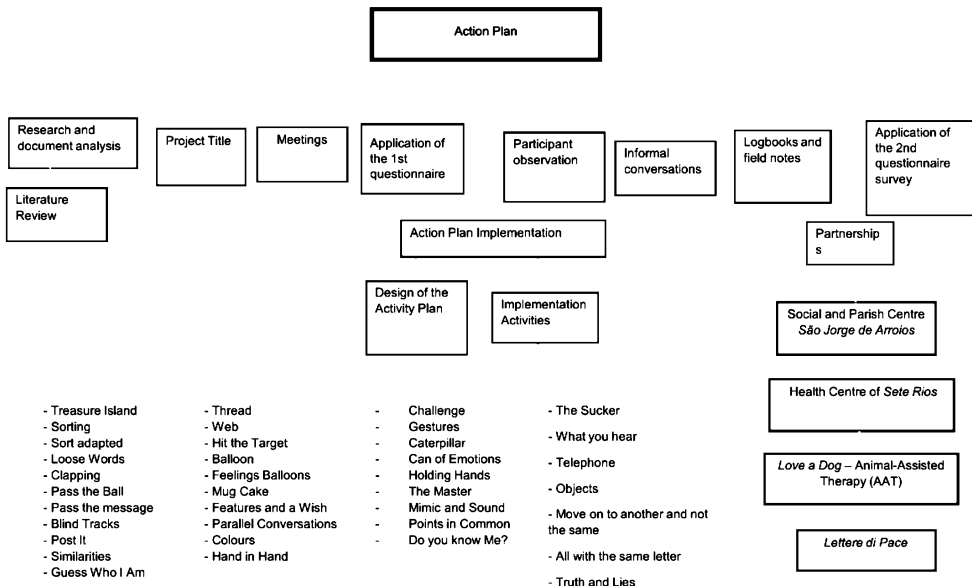 Action Plan
Research and
document analysis
Project Title
Meetings
Application of
the 1st
questionnaire
Participant
observation
Informal
conversations
Logbooks and
field notes
Application of
the 2nd
questionnaire
survey
Literature
Review
Action Plan Implementation
Partnership
s
Design of the
Activity Plan
Implementation
Activities
Social and Parish Centre
São Jorge de Arroios
Health Centre of Sete Rios
Love a Dog – Animal-Assisted
Therapy (AAT)
Lettere di Pace
- Treasure Island
- Sorting
- Sort adapted
- Loose Words
- Clapping
- Pass the Ball
- Pass the message
- Blind Tracks
- Post It
- Similarities
- Guess Who I Am
- Thread
- Web
- Hit the Target
- Balloon
- Feelings Balloons
- Mug Cake
- Features and a Wish
- Parallel Conversations
- Colours
- Hand in Hand
- Challenge
- Gestures
- Caterpillar
- Can of Emotions
- Holding Hands
- The Master
- Mimic and Sound
- Points in Common
- Do you know Me?
- The Sucker
- What you hear
- Telephone
- Objects
- Move on to another and not
the same
- All with the same letter
- Truth and Lies